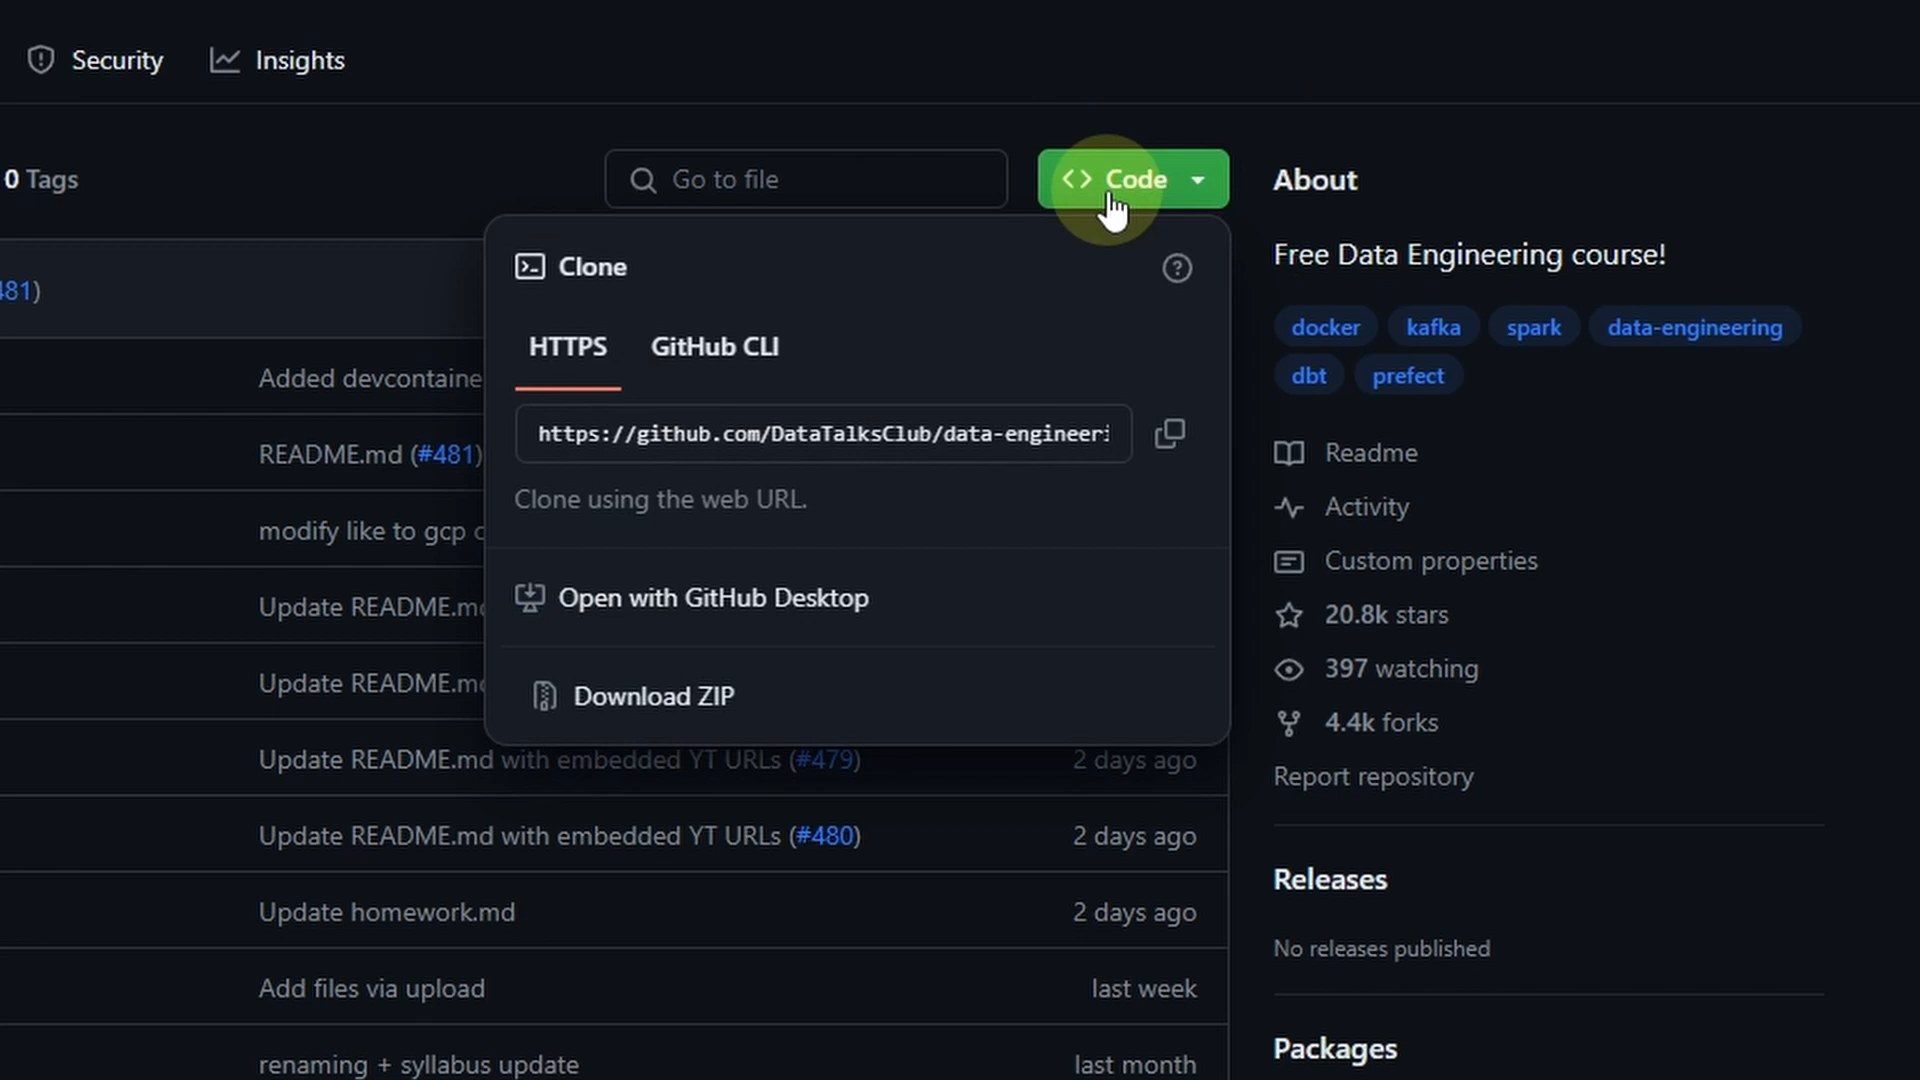 Security Insights
0 Tags
Go to file
Code
Clone
HTTPS GitHub CLI
https://github.com/DataTalksClub/data-engineer
Clone using the web URL.
Open with GitHub Desktop
Download ZIP
481)
Added devcontaine
README.md (#481)
modify like to gcp c
Update README.m
Update README.m
Update README.md with embedded YT URLs (#479) 2 days ago
Update README.md with embedded YT URLs (#480) 2 days ago
Update homework.md 2 days ago
Add files via upload last week
renaming + syllabus update last month
About
Free Data Engineering course!
docker kafka spark data-engineering
dbt prefect
Readme
Activity
Custom properties
20.8k stars
397 watching
4.4k forks
Report repository
Releases
No releases published
Packages